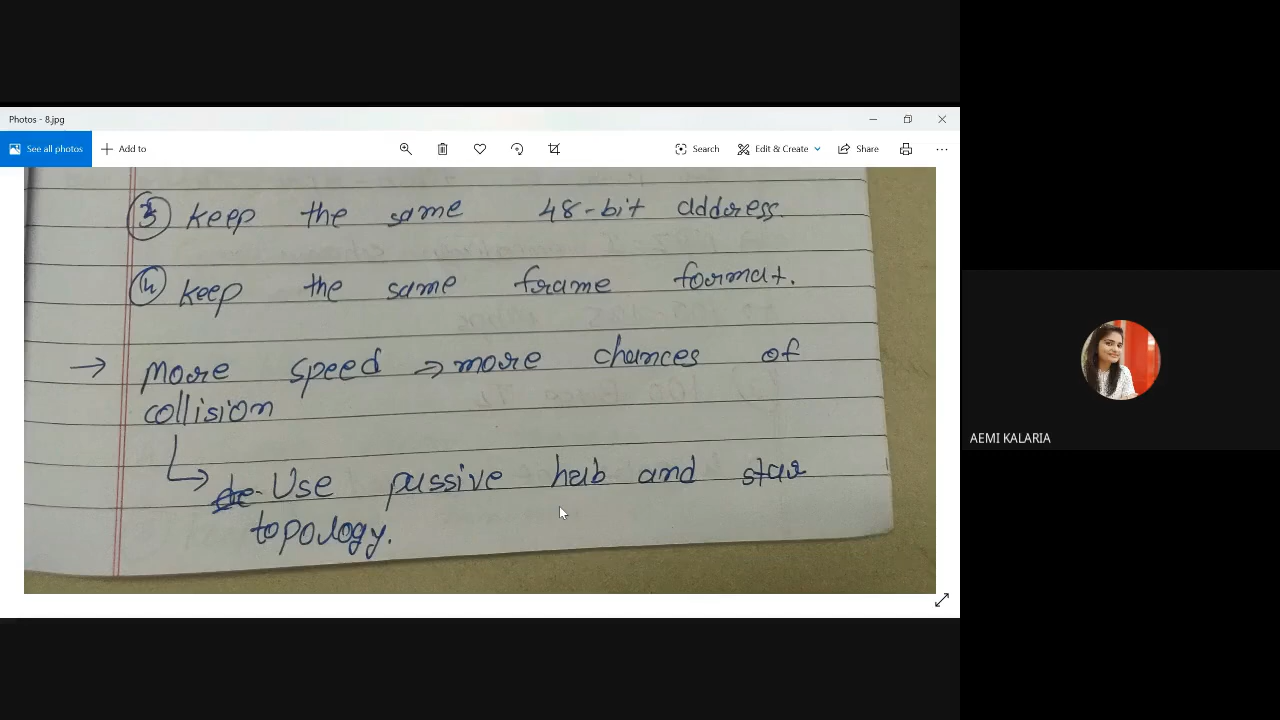 Photos - 8.jpg
See all photos
Add to
Search
Edit & Create
Share
3 keep the same 48-bit address.
4 keep the same frame format.
→ More speed ⇒ more chances of
collision
Use passive hub and star
topology.
AEMI KALARIA